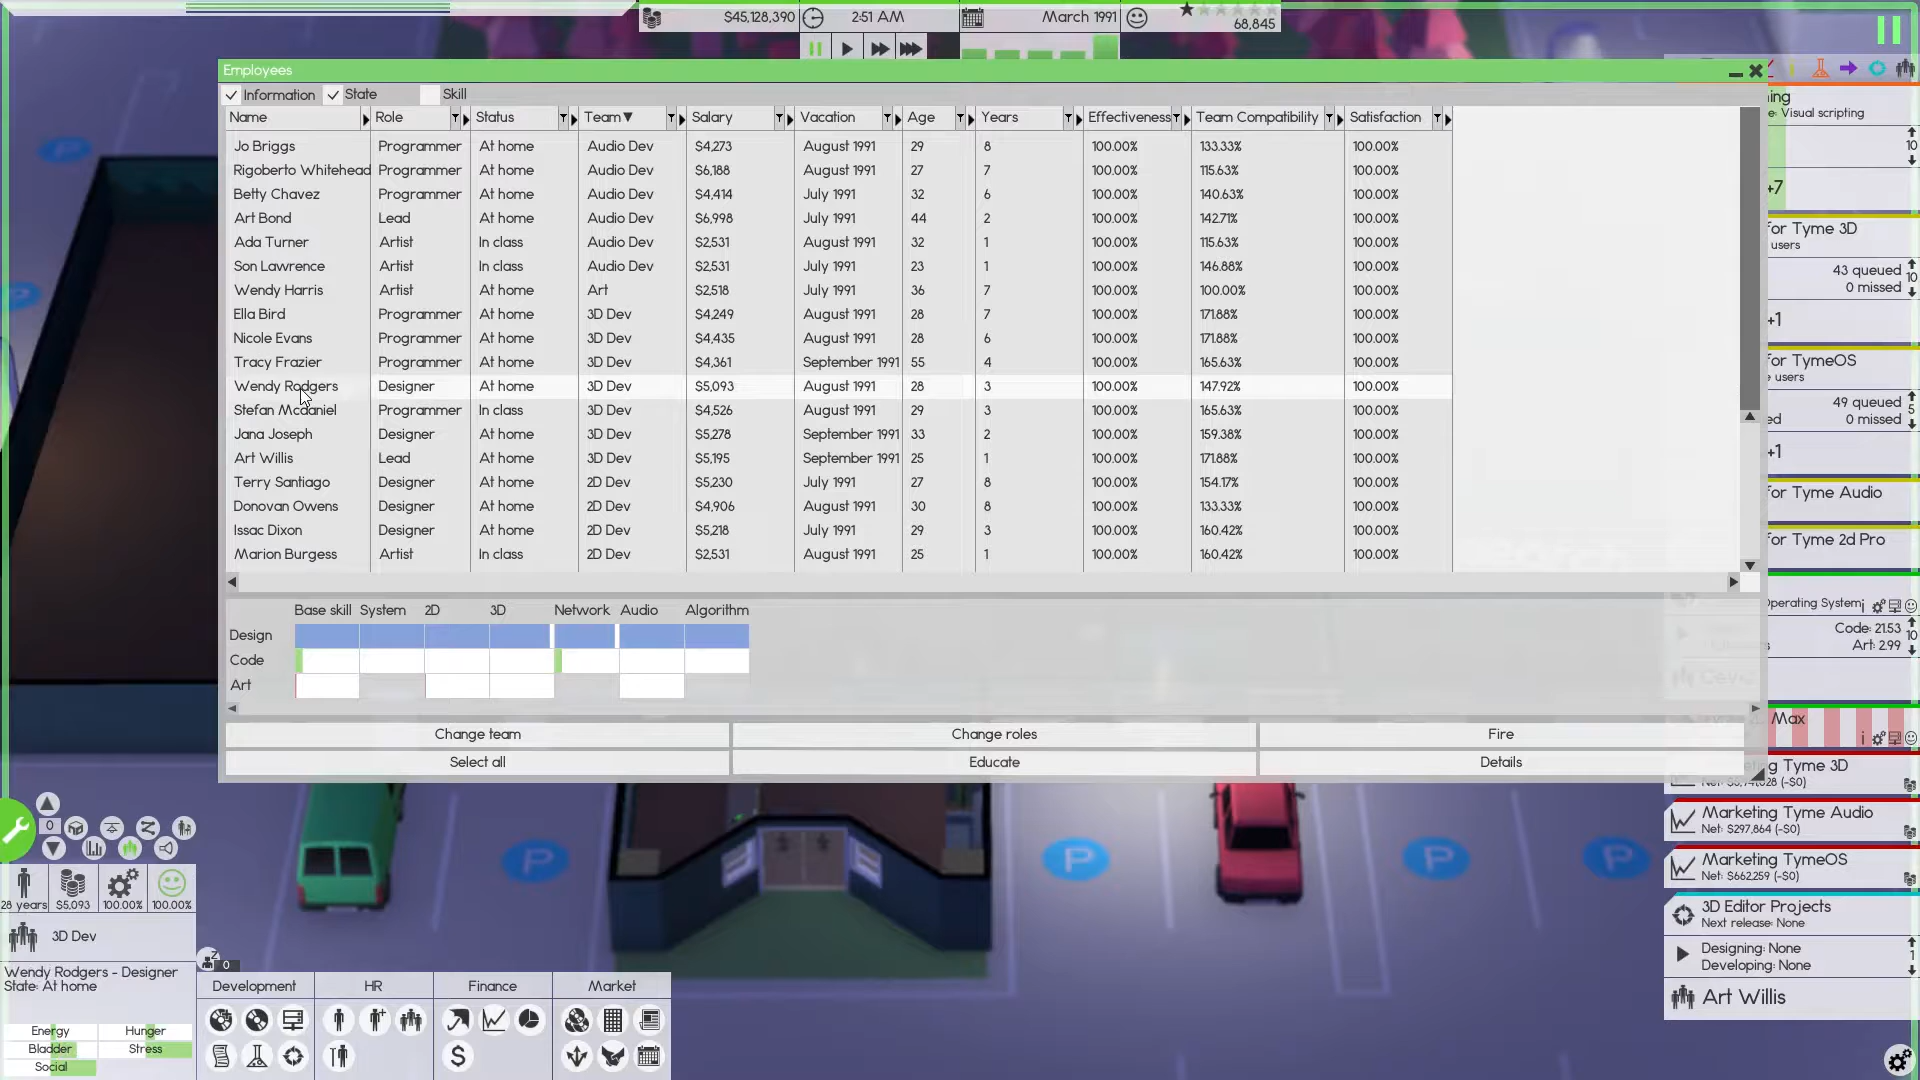 $45,128,390
2:51 AM
March 1991
68,845
Employees
Information State Skill
Name Role Status Team▼ Salary Vacation Age Years Effectiveness Team Compatibility Satisfaction
Jo Briggs Programmer At home Audio Dev $4,273 August 1991 29 8 100.00% 133.33% 100.00%
Rigoberto Whitehead Programmer At home Audio Dev $6,188 August 1991 27 7 100.00% 115.63% 100.00%
Betty Chavez Programmer At home Audio Dev $4,414 July 1991 32 6 100.00% 140.63% 100.00%
Art Bond Lead At home Audio Dev $6,998 July 1991 44 2 100.00% 142.71% 100.00%
Ada Turner Artist In class Audio Dev $2,531 August 1991 32 1 100.00% 115.63% 100.00%
Son Lawrence Artist In class Audio Dev $2,531 July 1991 23 1 100.00% 146.88% 100.00%
Wendy Harris Artist At home Art $2,518 July 1991 36 7 100.00% 100.00% 100.00%
Ella Bird Programmer At home 3D Dev $4,249 August 1991 28 7 100.00% 171.88% 100.00%
Nicole Evans Programmer At home 3D Dev $4,435 August 1991 28 6 100.00% 171.88% 100.00%
Tracy Frazier Programmer At home 3D Dev $4,361 September 1991 55 4 100.00% 165.63% 100.00%
Wendy Rodgers Designer At home 3D Dev $5,093 August 1991 28 3 100.00% 147.92% 100.00%
Stefan Mcdaniel Programmer In class 3D Dev $4,526 August 1991 29 3 100.00% 165.63% 100.00%
Jana Joseph Designer At home 3D Dev $5,278 September 1991 33 2 100.00% 159.38% 100.00%
Art Willis Lead At home 3D Dev $5,195 September 1991 25 1 100.00% 171.88% 100.00%
Terry Santiago Designer At home 2D Dev $5,230 July 1991 27 8 100.00% 154.17% 100.00%
Donovan Owens Designer At home 2D Dev $4,906 August 1991 30 8 100.00% 133.33% 100.00%
Issac Dixon Designer At home 2D Dev $5,218 July 1991 29 3 100.00% 160.42% 100.00%
Marion Burgess Artist In class 2D Dev $2,531 August 1991 25 1 100.00% 160.42% 100.00%
Base skill System 2D 3D Network Audio Algorithm
Design
Code
Art
Change team Change roles Fire
Select all Educate Details
ing
e: Visual scripting
10
+7
for Tyme 3D
users
43 queued
10
0 missed
+1
for TymeOS
e users
49 queued
5
ed 0 missed
+1
for Tyme Audio
for Tyme 2d Pro
Operating System
Code: 21.53
10
Art: 2.99
Max
ting Tyme 3D
Marketing Tyme Audio
Net: $297,864 (-$0)
Marketing TymeOS
Net: $662,259 (-$0)
3D Editor Projects
Next release: None
Designing: None
1
Developing: None
Art Willis
0
28 years $5,093 100.00% 100.00%
3D Dev
Wendy Rodgers - Designer
State: At home
Energy Hunger
Bladder Stress
Social
z
0
Development HR Finance Market
P
P
P
P
P